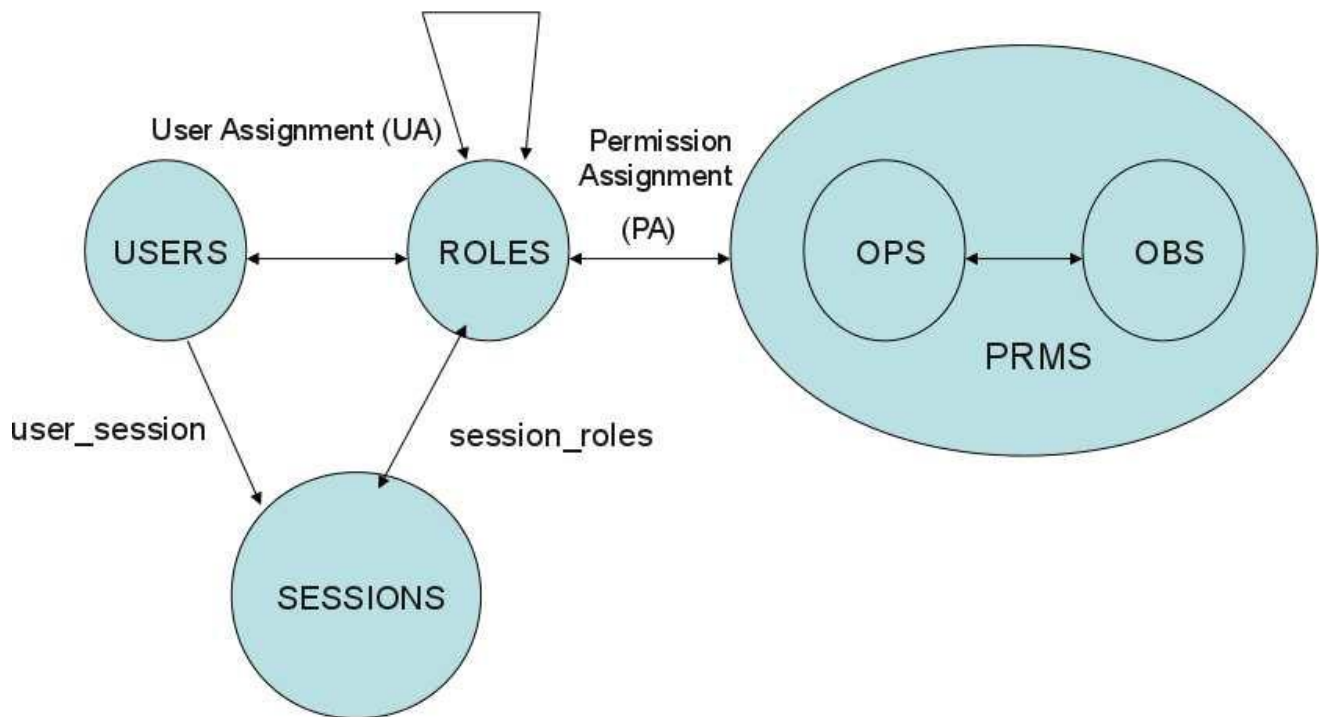 User Assignment (UA)
Permission
Assignment
(PA)
USERS
ROLES
OPS
OBS
PRMS
user_session
session_roles
SESSIONS